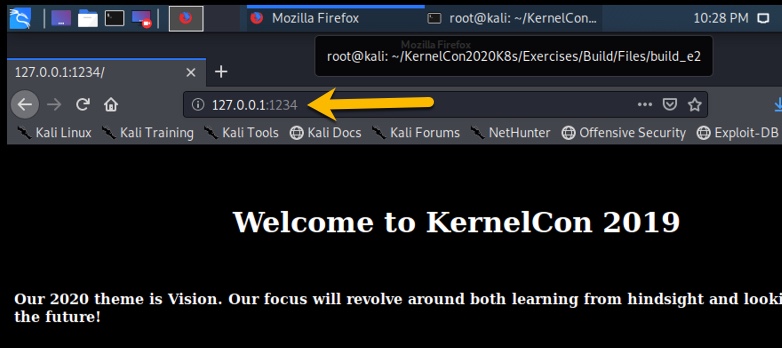 Mozilla Firefox
root@kali: ~/KernelCon...
10:28 PM
Mozilla Firefox
root@kali: ~/KernelCon2020K8s/Exercises/Build/Files/build_e2
127.0.0.1:1234/
127.0.0.1:1234
Kali Linux Kali Training Kali Tools Kali Docs Kali Forums NetHunter Offensive Security Exploit-DB
Welcome to KernelCon 2019
Our 2020 theme is Vision. Our focus will revolve around both learning from hindsight and looki
the future!